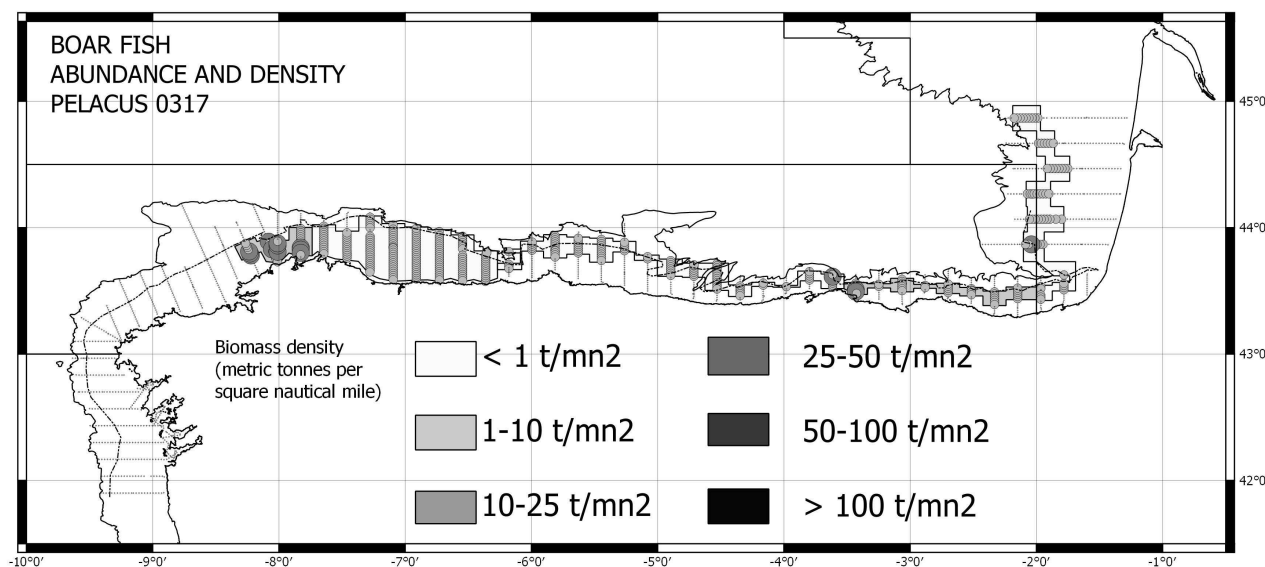 BOAR FISH
ABUNDANCE AND DENSITY
PELACUS 0317
45°0
44°0
43°0
42°0
Biomass density
(metric tonnes per
square nautical mile)
< 1 t/mn2
1-10 t/mn2
10-25 t/mn2
25-50 t/mn2
50-100 t/mn2
> 100 t/mn2
-10°0′
-9°0′
-8°0′
-7°0′
-6°0′
-5°0′
-4°0′
-3°0′
-2°0′
-1°0′